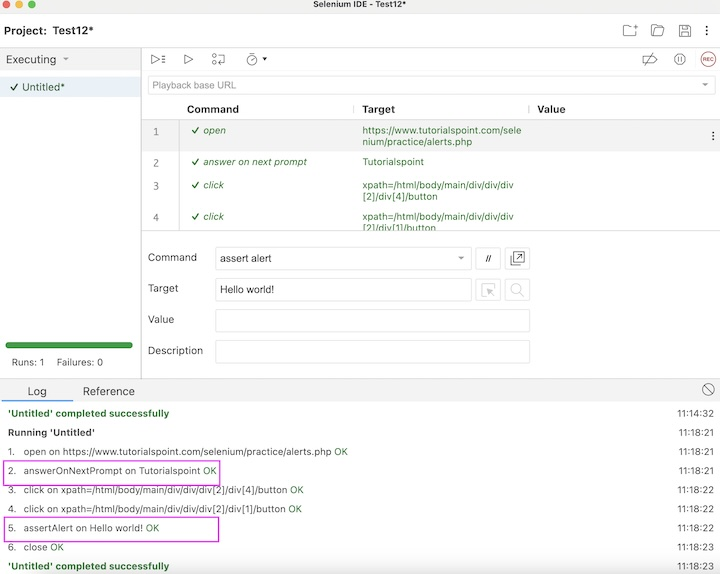 Selenium IDE - Test12*
Project: Test12*
Executing
✓ Untitled*
REC
Playback base URL
Command Target Value
1 ✓ open https://www.tutorialspoint.com/sele
nium/practice/alerts.php
2 ✓ answer on next prompt Tutorialspoint
3 ✓ click xpath=/html/body/main/div/div/div
[2]/div[4]/button
4 ✓ click xpath=/html/body/main/div/div/div
[2]/div[1]/button
Command assert alert //
Target Hello world!
Value
Description
Runs: 1 Failures: 0
Log Reference
'Untitled' completed successfully 11:14:32
Running 'Untitled' 11:18:21
1. open on https://www.tutorialspoint.com/selenium/practice/alerts.php OK 11:18:21
2. answerOnNextPrompt on Tutorialspoint OK 11:18:21
3. click on xpath=/html/body/main/div/div/div[2]/div[4]/button OK 11:18:22
4. click on xpath=/html/body/main/div/div/div[2]/div[1]/button OK 11:18:22
5. assertAlert on Hello world! OK 11:18:22
6. close OK 11:18:23
'Untitled' completed successfully 11:18:23